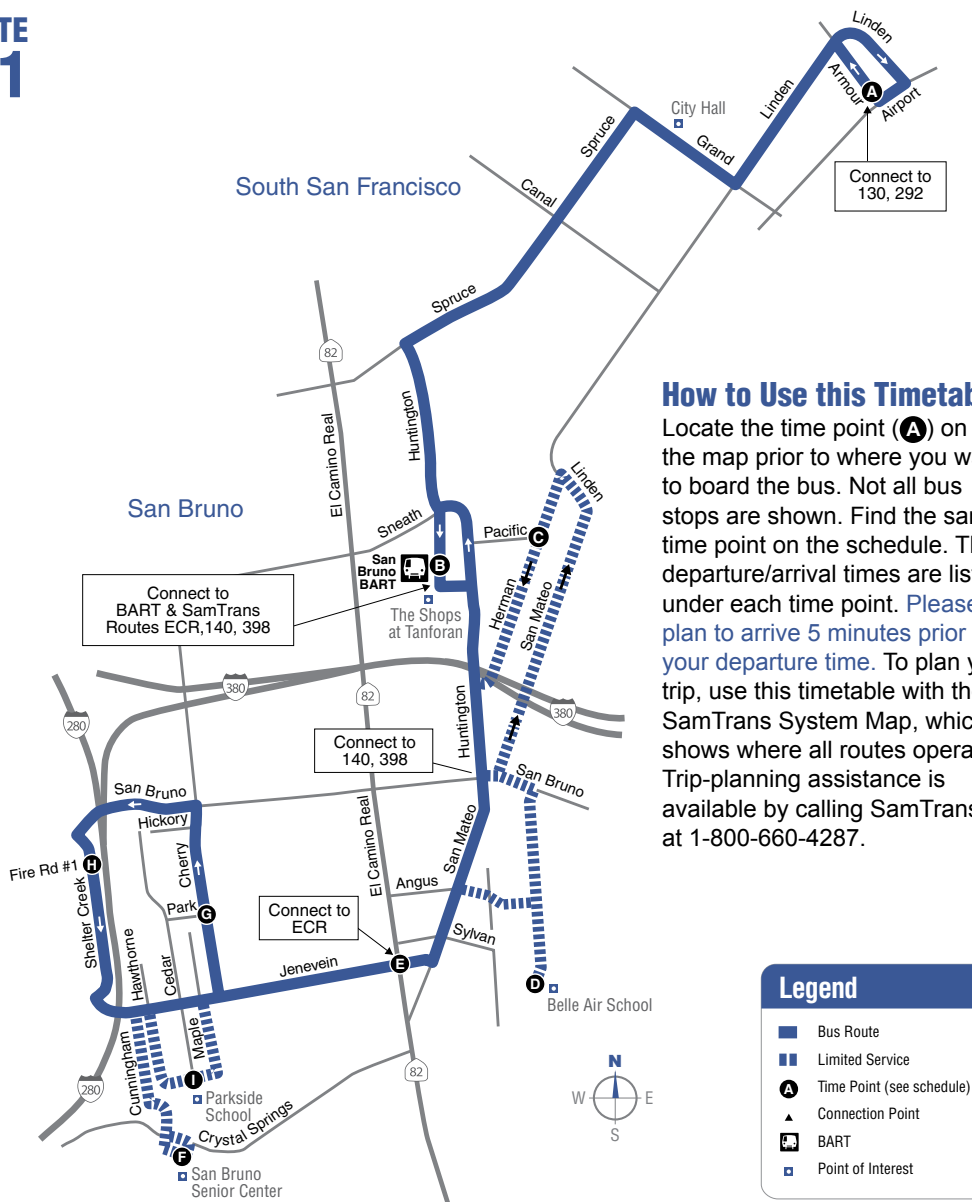 TE
1
Linden
Armour
A
Airport
Linden
City Hall
Grand
Spruce
Connect to
130, 292
South San Francisco
Canal
Spruce
82
Huntington
El Camino Real
How to Use this Timetab
Locate the time point (A) on
the map prior to where you w
to board the bus. Not all bus
stops are shown. Find the sam
time point on the schedule. Th
departure/arrival times are list
under each time point. Please
plan to arrive 5 minutes prior
your departure time. To plan y
trip, use this timetable with th
SamTrans System Map, which
shows where all routes opera
Trip-planning assistance is
available by calling SamTrans
at 1-800-660-4287.
San Bruno
Sneath
Linden
Pacific
C
San
Bruno
BART
B
Connect to
BART & SamTrans
Routes ECR,140, 398
The Shops
at Tanforan
Herman
San Mateo
380
82
380
280
Huntington
Connect to
140, 398
San Bruno
San Bruno
Hickory
El Camino Real
San Mateo
Fire Rd #1
H
Cherry
Angus
Shelter Creek
Park
G
Connect to
ECR
Sylvan
Hawthorne
Cedar
Jenevein
E
D
Belle Air School
Cunningham
Maple
280
I
Parkside
School
82
Crystal Springs
F
San Bruno
Senior Center
N
W
E
S
Legend
Bus Route
Limited Service
A
Time Point (see schedule)
Connection Point
BART
Point of Interest